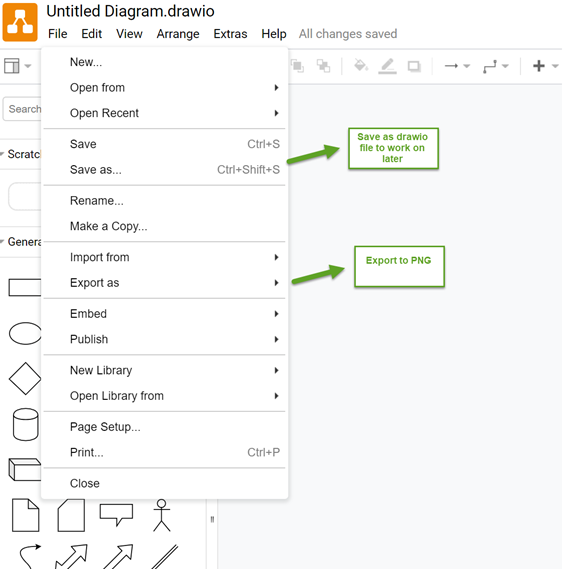 Untitled Diagram.drawio
File Edit View Arrange Extras Help All changes saved
New...
Open from
Open Recent
Search
Save Ctrl+S
Save as drawio
file to work on
later
Scratc
Save as... Ctrl+Shift+S
Rename...
Make a Copy...
Genera
Import from
Export to PNG
Export as
Embed
Publish
New Library
Open Library from
Page Setup...
Print... Ctrl+P
Close